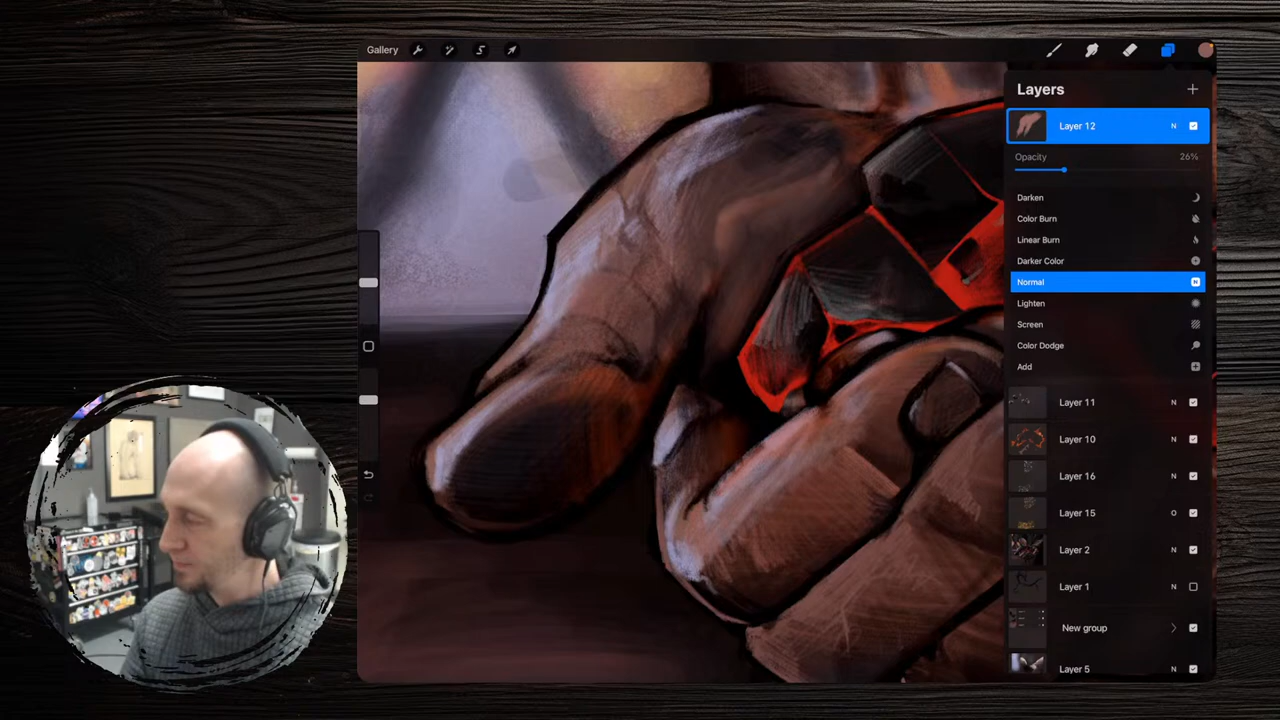 Gallery
Layers
Layer 12 N
Opacity 26%
Darken
Color Burn
Linear Burn
Darker Color
Normal N
Lighten
Screen
Color Dodge
Add
Layer 11 N
Layer 10 N
Layer 16 N
Layer 15 O
Layer 2 N
Layer 1 N
New group
Layer 5 N